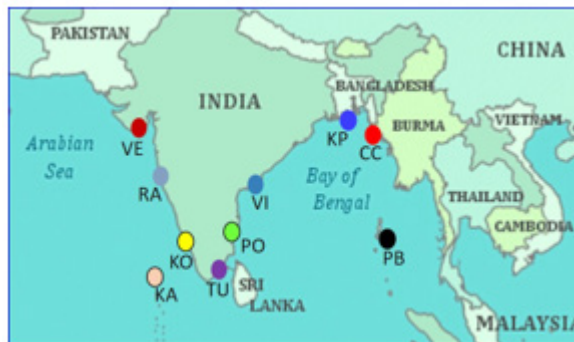 PAKISTAN
CHINA
INDIA
BANGLADESH
BURMA
VIETNAM
Arabian
Sea
VE
KP
CC
RA
VI
Bay of
Bengal
THAILAND
CAMBODIA
KO
PO
PB
KA
TU
SRI
LANKA
MALAYSIA